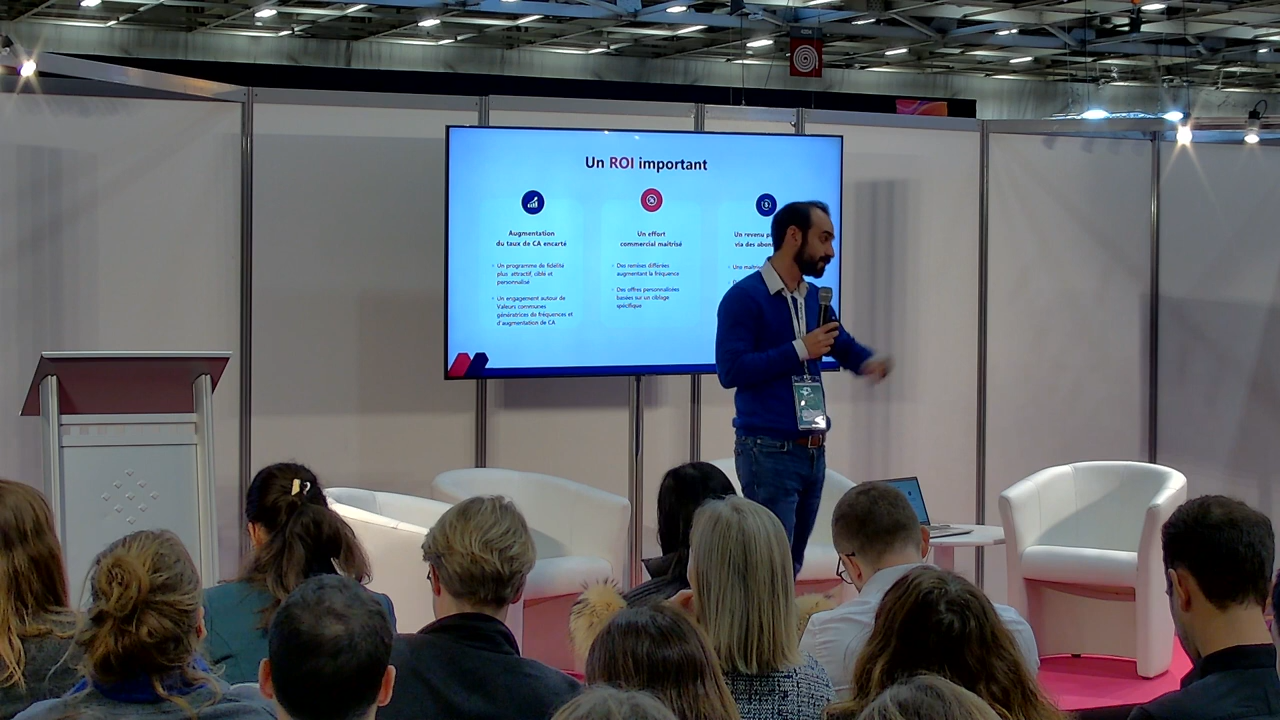 Un ROI important
Augmentation
du taux de CA encarté
Un programme de fidélité
plus attractif, ciblé et
personnalisé
Un engagement autour de
Valeurs communes
génératrices de fréquences et
d'augmentation de CA
Un effort
commercial maîtrisé
Des remises différées
augmentant la fréquence
Des offres personnalisées
basées sur un ciblage
spécifique
Un revenu
via des
Une